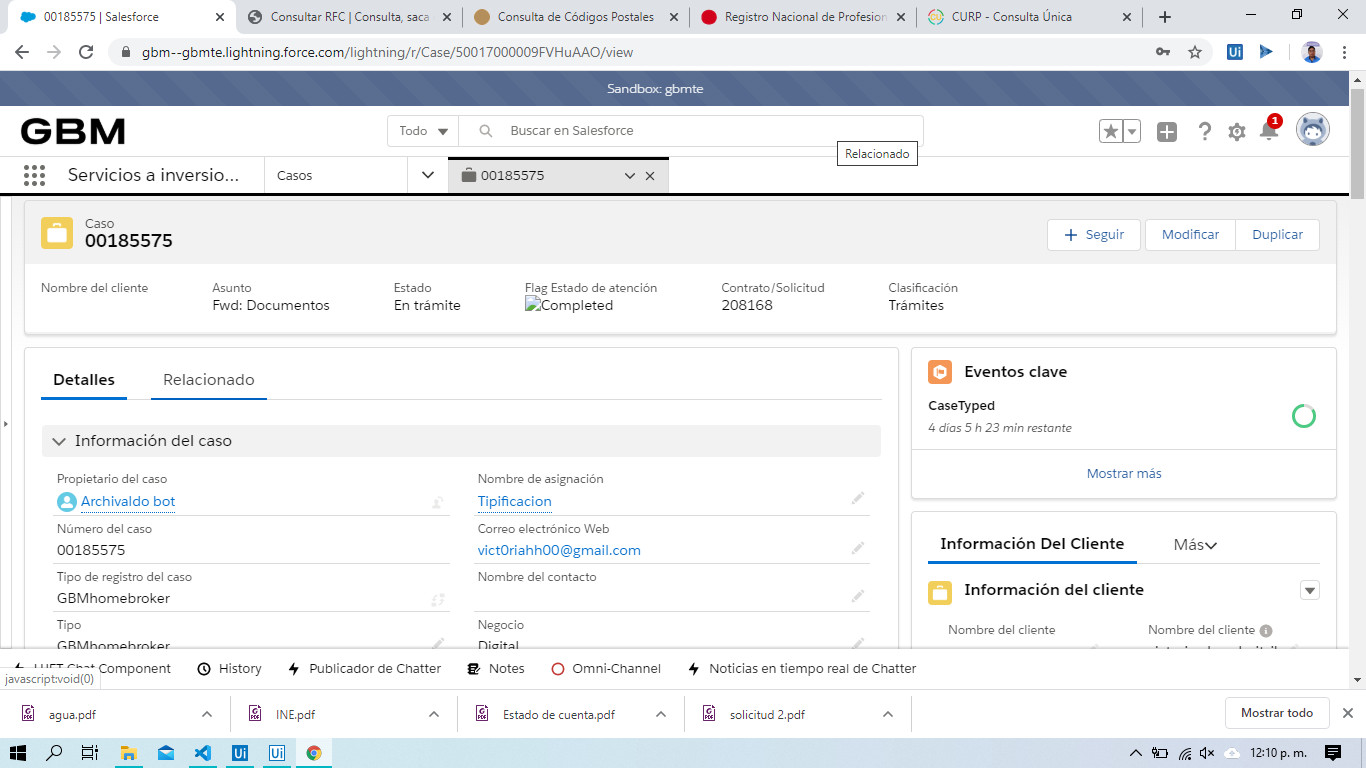 00185575 | Salesforce
Consultar RFC | Consulta, saca
Consulta de Códigos Postales
Registro Nacional de Profesion
CURP - Consulta Única
gbm--gbmte.lightning.force.com/lightning/r/Case/50017000009FVHuAAO/view
Sandbox: gbmte
GBM
Todo
Buscar en Salesforce
1
Relacionado
Servicios a inversio...
Casos
00185575
Caso
00185575
Seguir
Modificar
Duplicar
Nombre del cliente
Asunto
Fwd: Documentos
Estado
En trámite
Flag Estado de atención
Completed
Contrato/Solicitud
208168
Clasificación
Trámites
Detalles
Relacionado
Información del caso
Propietario del caso
Archivaldo bot
Nombre de asignación
Tipificacion
Número del caso
00185575
Correo electrónico Web
vict0riahh00@gmail.com
Tipo de registro del caso
GBMhomebroker
Nombre del contacto
Tipo
GBMhomebroker
Negocio
Digital
Eventos clave
CaseTyped
4 días 5 h 23 min restante
Mostrar más
Información Del Cliente
Más
Información del cliente
Nombre del cliente
Nombre del cliente
Chat Component
History
Publicador de Chatter
Notes
Omni-Channel
Noticias en tiempo real de Chatter
javascript:void(0)
agua.pdf
INE.pdf
Estado de cuenta.pdf
solicitud 2.pdf
Mostrar todo
12:10 p. m.